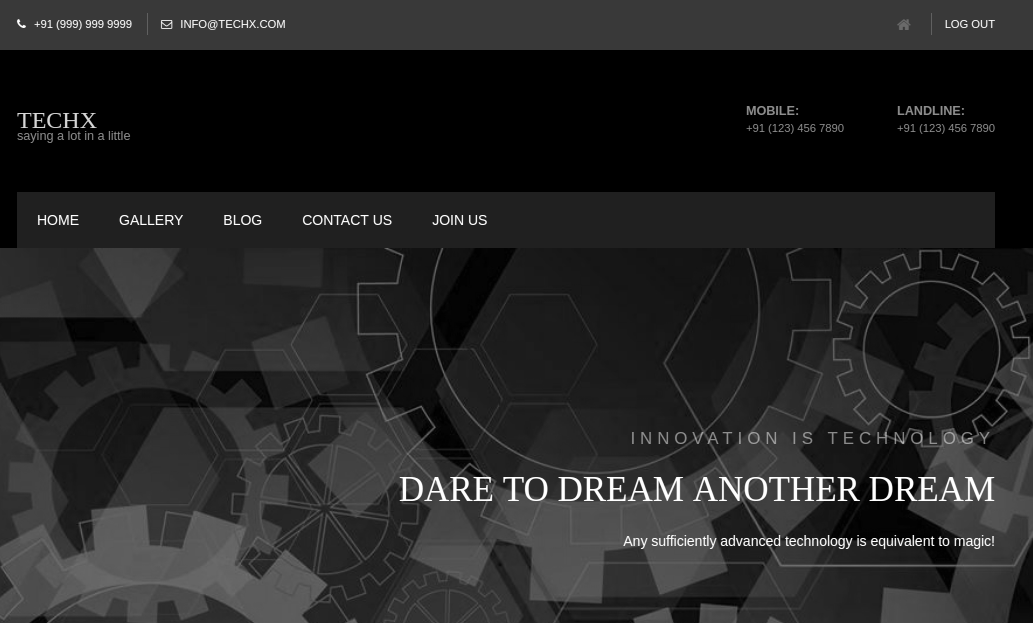 +91 (999) 999 9999 INFO@TECHX.COM LOG OUT
TECHX
saying a lot in a little
MOBILE: LANDLINE:
+91 (123) 456 7890 +91 (123) 456 7890
HOME GALLERY BLOG CONTACT US JOIN US
INNOVATION IS TECHNOLOGY
DARE TO DREAM ANOTHER DREAM
Any sufficiently advanced technology is equivalent to magic!